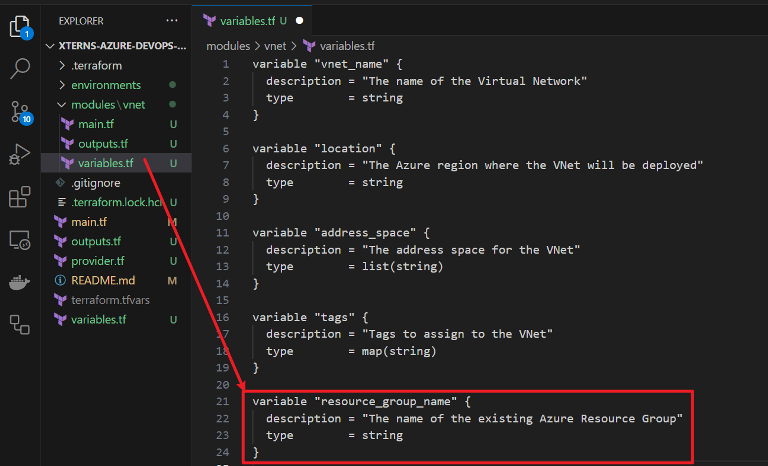 EXPLORER
XTERNS-AZURE-DEVOPS-...
.terraform
environments
modules\vnet
main.tf U
outputs.tf U
variables.tf U
.gitignore
.terraform.lock.hcl U
main.tf M
outputs.tf U
provider.tf U
README.md M
terraform.tfvars
variables.tf U
1
10
variables.tf U
modules > vnet > variables.tf
1 variable "vnet_name" {
2 description = "The name of the Virtual Network"
3 type = string
4 }
5
6 variable "location" {
7 description = "The Azure region where the VNet will be deployed"
8 type = string
9 }
10
11 variable "address_space" {
12 description = "The address space for the VNet"
13 type = list(string)
14 }
15
16 variable "tags" {
17 description = "Tags to assign to the VNet"
18 type = map(string)
19 }
20
21 variable "resource_group_name" {
22 description = "The name of the existing Azure Resource Group"
23 type = string
24 }